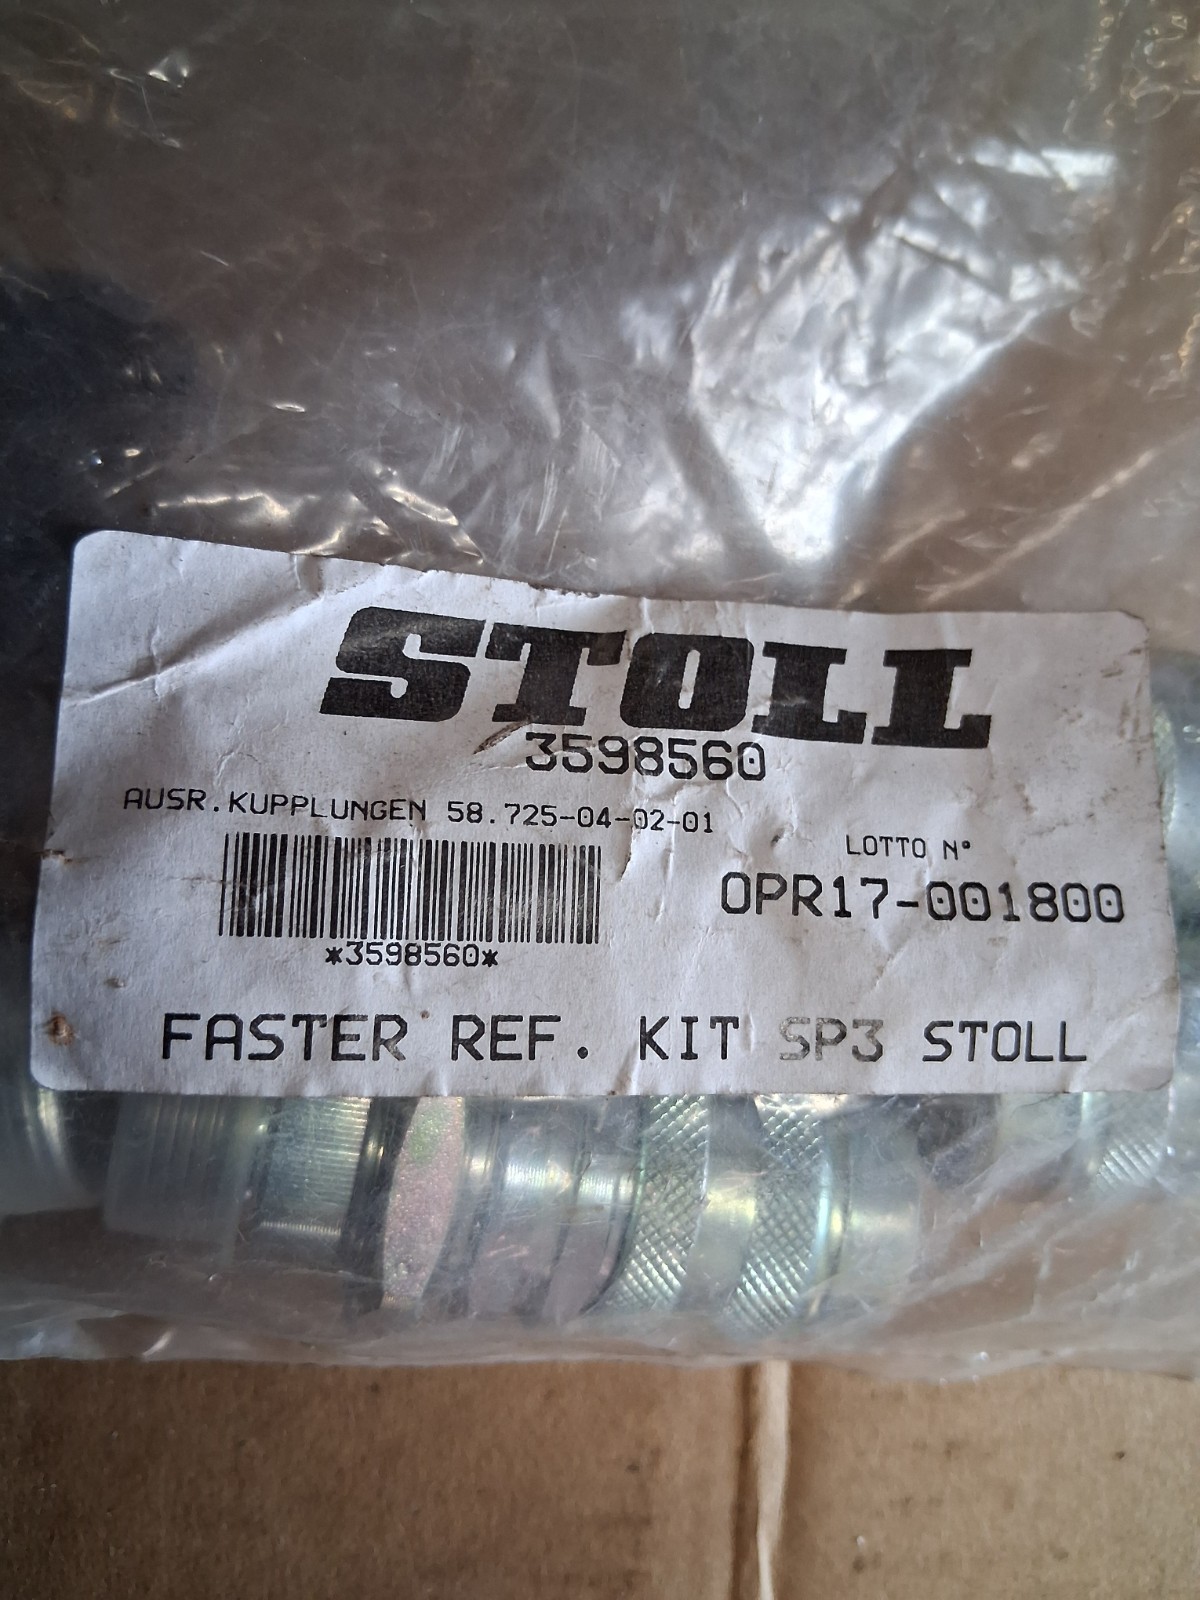 STOLL
3598560
AUSR.KUPPLUNGEN 58.725-04-02-01
LOTTO N°
OPR17-001800
*3598560*
FASTER REF. KIT SP3 STOLL